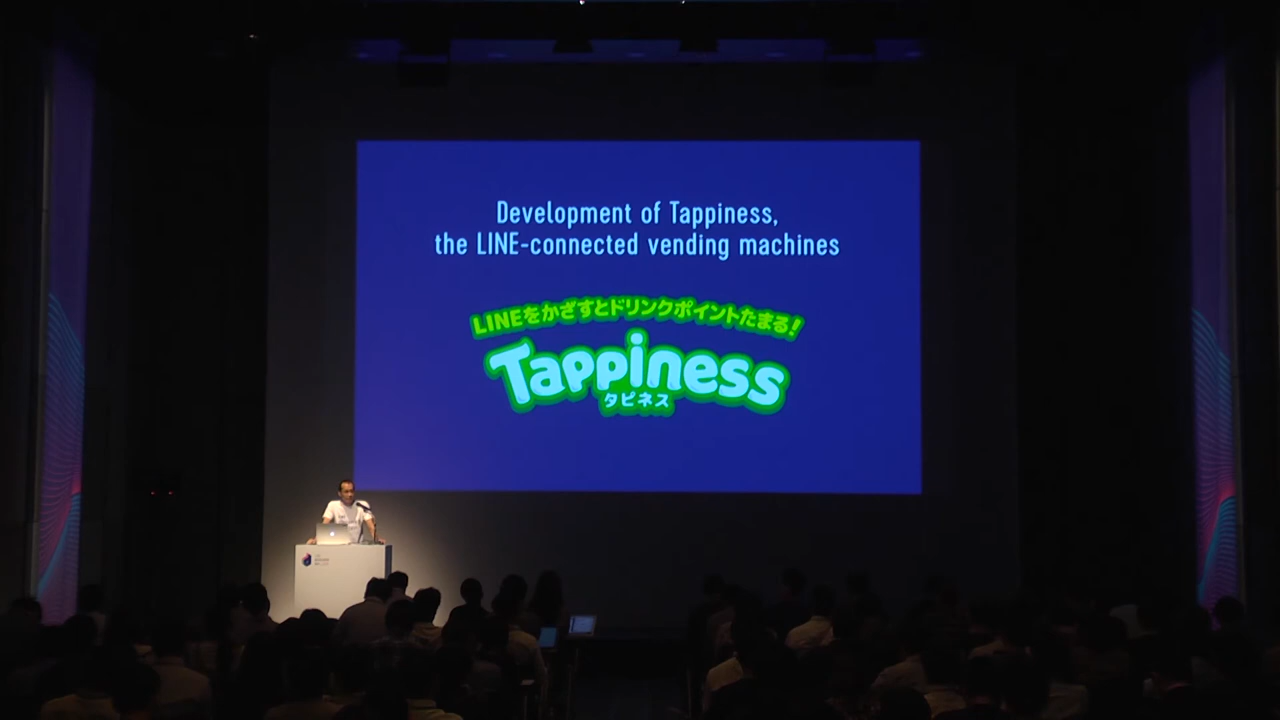 Development of Tappiness,
the LINE-connected vending machines
LINEをかざすとドリンクポイントたまる!
Tappiness
タピネス